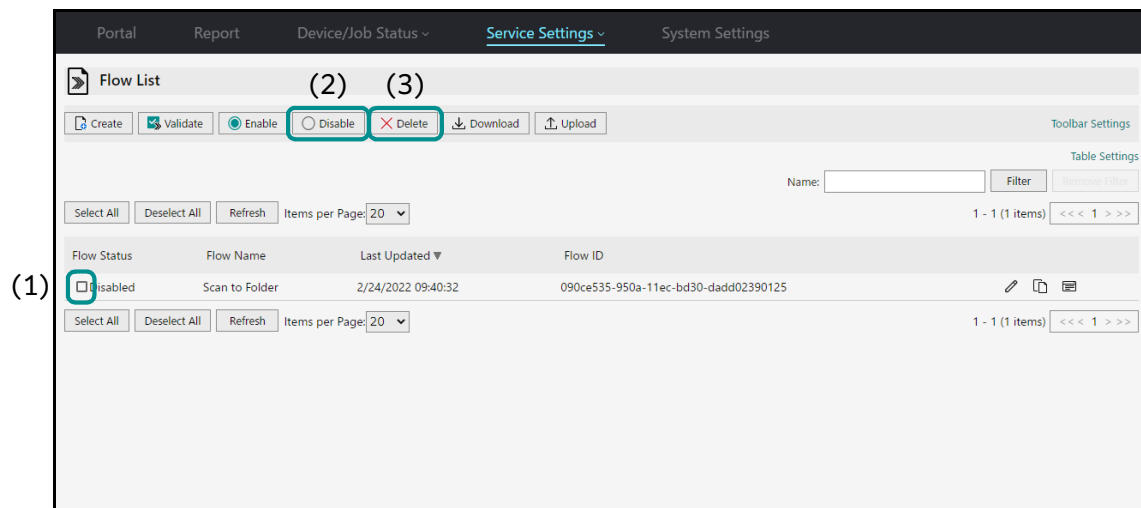 Portal Report Device/Job Status Service Settings System Settings
Flow List
(2) (3)
Create Validate Enable Disable Delete Download Upload Toolbar Settings
Table Settings
Name: Filter Remove Filter
Select All Deselect All Refresh Items per Page: 20 1 - 1 (1 items) <<< 1 >>>
Flow Status Flow Name Last Updated ▼ Flow ID
(1) Disabled Scan to Folder 2/24/2022 09:40:32 090ce535-950a-11ec-bd30-dadd02390125
Select All Deselect All Refresh Items per Page: 20 1 - 1 (1 items) <<< 1 >>>